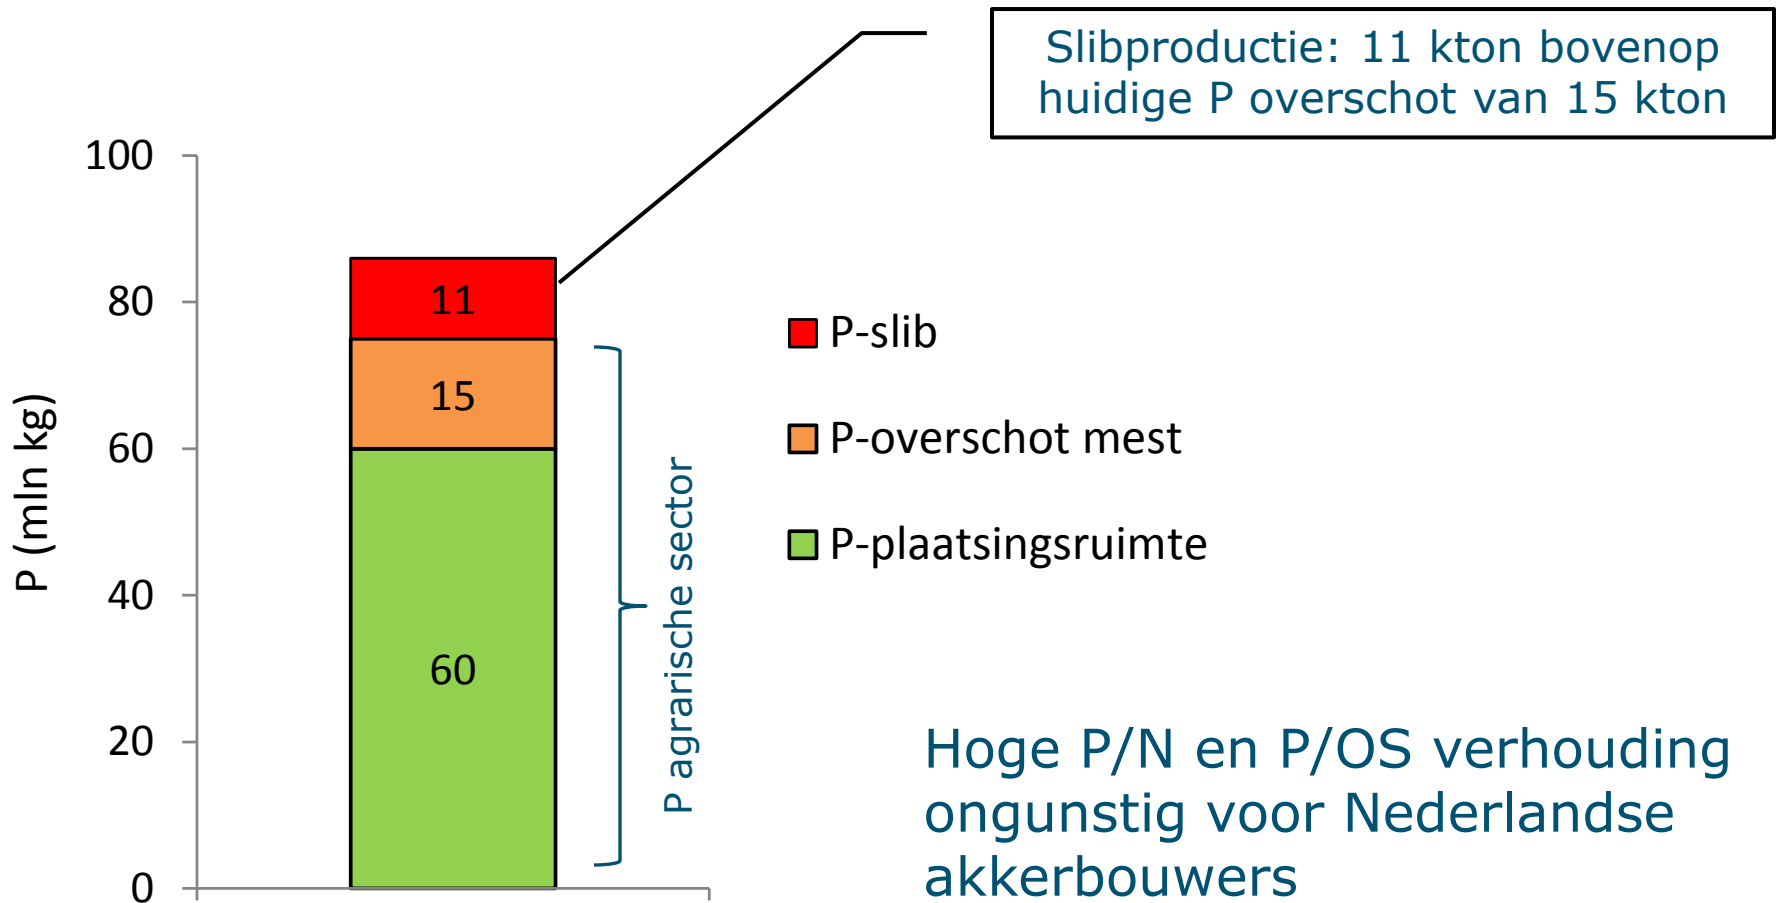 Slibproductie: 11 kton bovenop
huidige P overschot van 15 kton
100
80
60
40
20
0
P (mln kg)
11
15
60
P agrarische sector
P-slib
P-overschot mest
P-plaatsingsruimte
Hoge P/N en P/OS verhouding
ongunstig voor Nederlandse
akkerbouwers